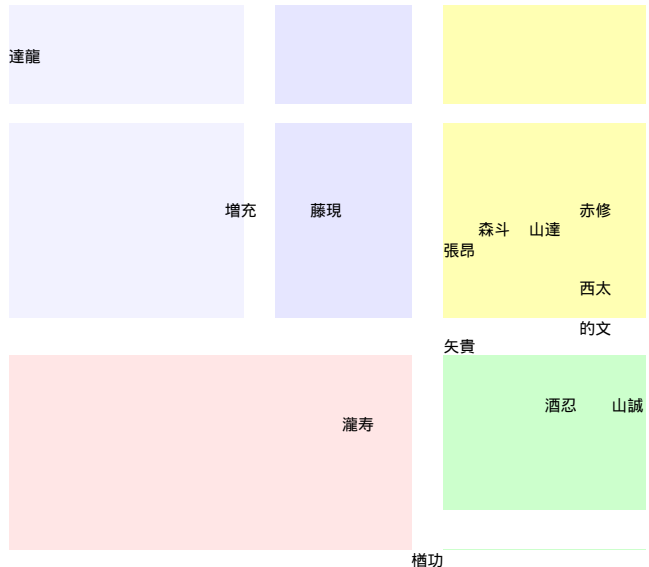 達龍
増充
藤現
赤修
森斗
山達
張昂
西太
的文
矢貴
酒忍
山誠
瀧寿
楢功